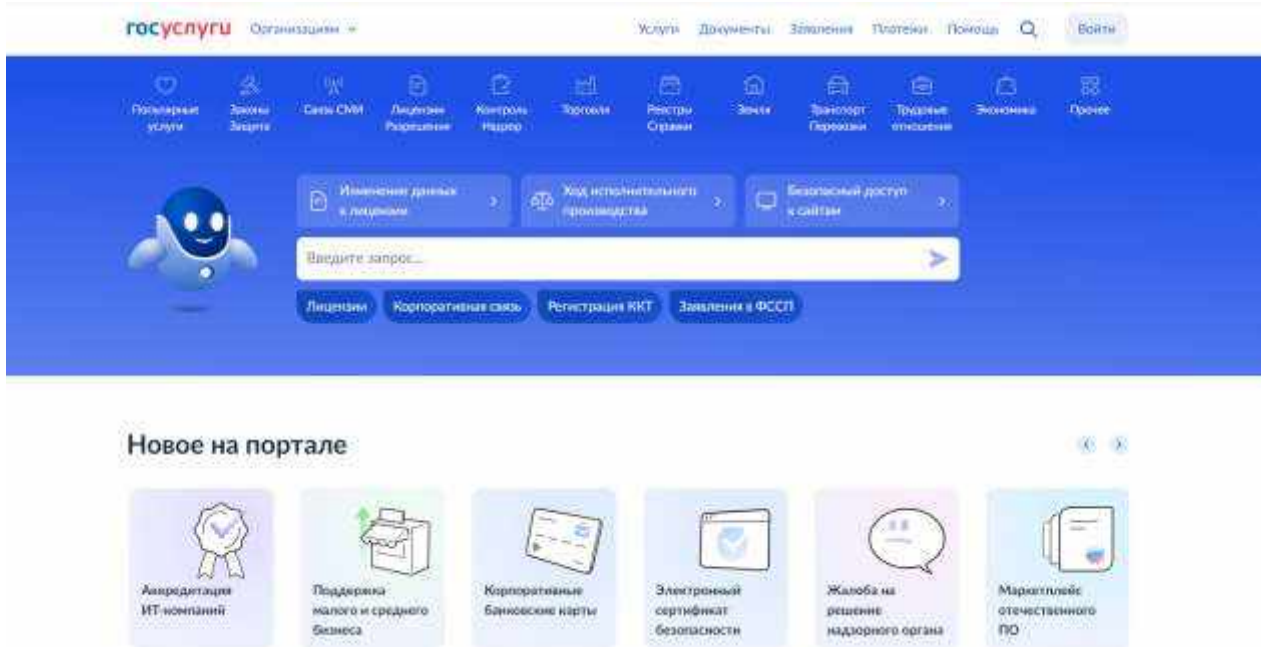 госуслуги Организациям
Услуги Документы Заявления Платежи Помощь Войти
Популярные
услуги
Законы
Защита
Связь СМИ
Лицензии
Разрешения
Контроль
Надзор
Торговля
Реестры
Справки
Земля
Транспорт
Перевозки
Трудовые
отношения
Экономика
Прочее
Изменение данных
к лицензии
Ход исполнительного
производства
Безопасный доступ
к сайтам
Введите запрос...
Лицензии Корпоративная связь Регистрация ККТ Заявления в ФССП
Новое на портале
Аккредитация
ИТ-компаний
Поддержка
малого и среднего
бизнеса
Корпоративные
банковские карты
Электронный
сертификат
безопасности
Жалоба на
решение
надзорного органа
Маркетплейс
отечественного
ПО